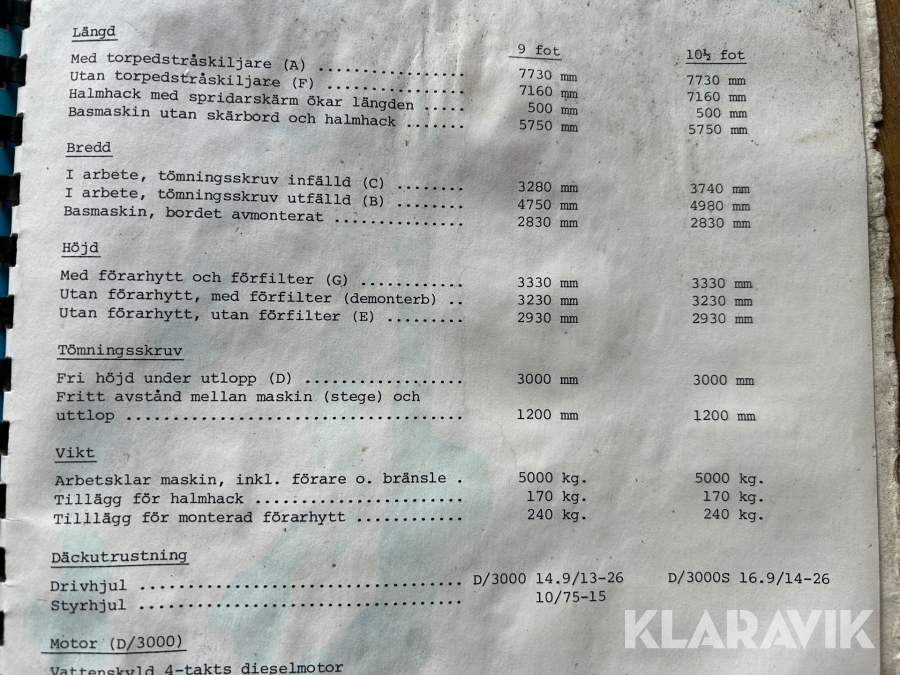 Längd
9 fot 10½ fot
Med torpedstråskiljare (A) .................. 7730 mm 7730 mm
Utan torpedstråskiljare (F) ................. 7160 mm 7160 mm
Halmhack med spridarskärm ökar längden ..... 500 mm 500 mm
Basmaskin utan skärbord och halmhack ....... 5750 mm 5750 mm
Bredd
I arbete, tömningsskruv infälld (C) ........ 3280 mm 3740 mm
I arbete, tömningsskruv utfälld (B) ........ 4750 mm 4980 mm
Basmaskin, bordet avmonterat ............... 2830 mm 2830 mm
Höjd
Med förarhytt och förfilter (G) ............ 3330 mm 3330 mm
Utan förarhytt, med förfilter (demonterb) .. 3230 mm 3230 mm
Utan förarhytt, utan förfilter (E) ......... 2930 mm 2930 mm
Tömningsskruv
Fri höjd under utlopp (D) .................. 3000 mm 3000 mm
Fritt avstånd mellan maskin (stege) och
uttlop ...................................... 1200 mm 1200 mm
Vikt
Arbetsklar maskin, inkl. förare o. bränsle . 5000 kg. 5000 kg.
Tillägg för halmhack ........................ 170 kg. 170 kg.
Tilllägg för monterad förarhytt ............ 240 kg. 240 kg.
Däckutrustning
Drivhjul .................................... D/3000 14.9/13-26 D/3000S 16.9/14-26
Styrhjul .................................... 10/75-15
Motor (D/3000)
Vattenskyld 4-takts dieselmotor
KLARAVIK